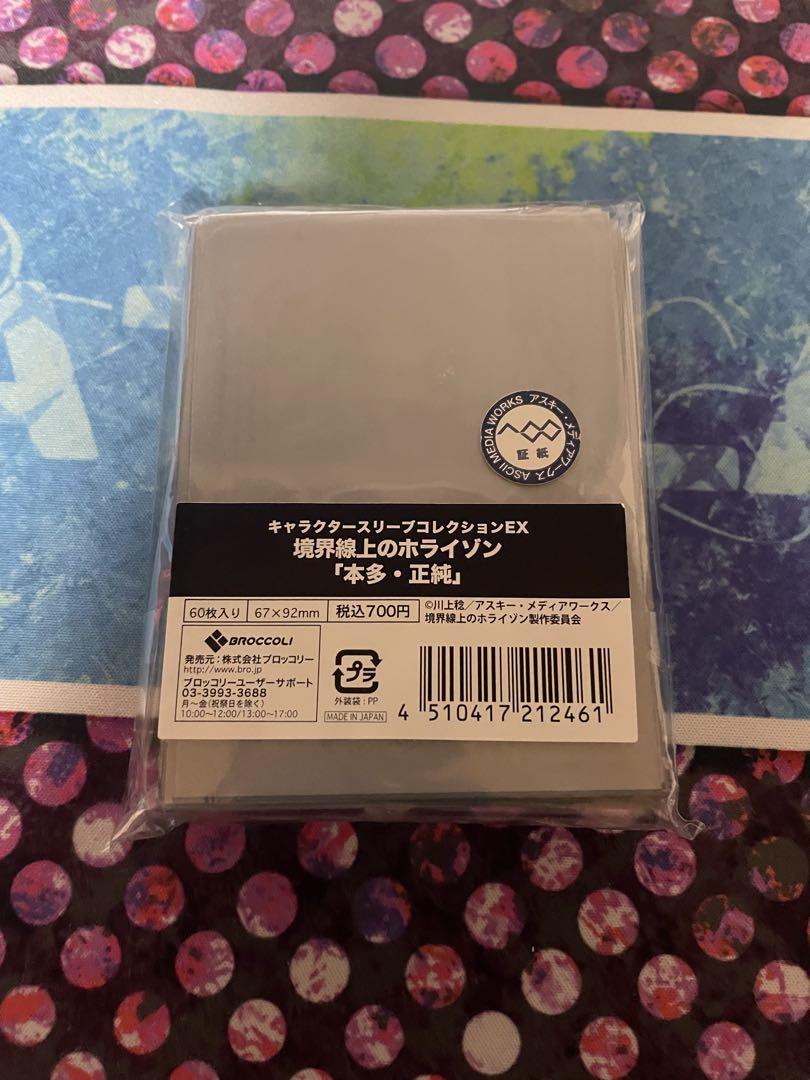 ASCII MEDIA WORKS アスキー・メディアワークス
証紙
キャラクタースリーブコレクションEX
境界線上のホライゾン
「本多・正純」
60枚入り 67×92mm 税込700円
©川上稔／アスキー・メディアワークス／
境界線上のホライゾン製作委員会
BROCCOLI
発売元：株式会社ブロッコリー
http://www.bro.jp
ブロッコリーユーザーサポート
03-3993-3688
月〜金(祝祭日を除く)
10:00〜12:00/13:00〜17:00
プラ
外装袋：PP
MADE IN JAPAN
4 510417 212461